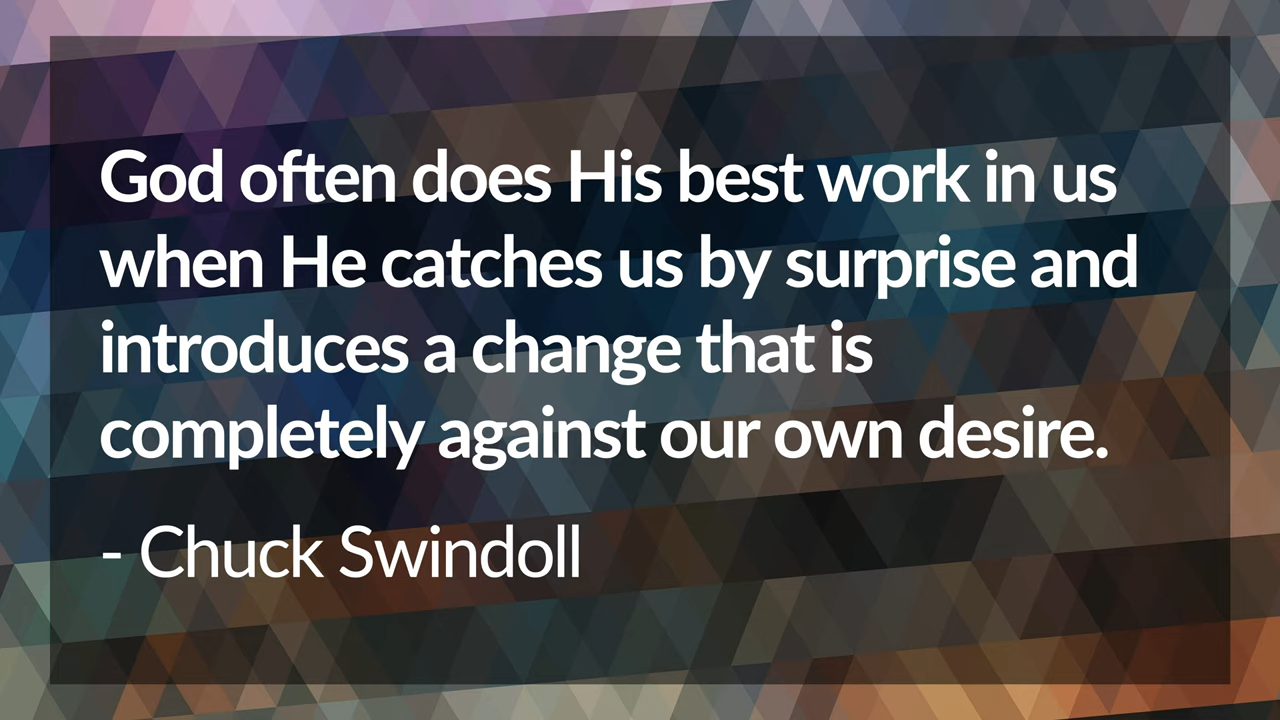 God often does His best work in us
when He catches us by surprise and
introduces a change that is
completely against our own desire.
- Chuck Swindoll